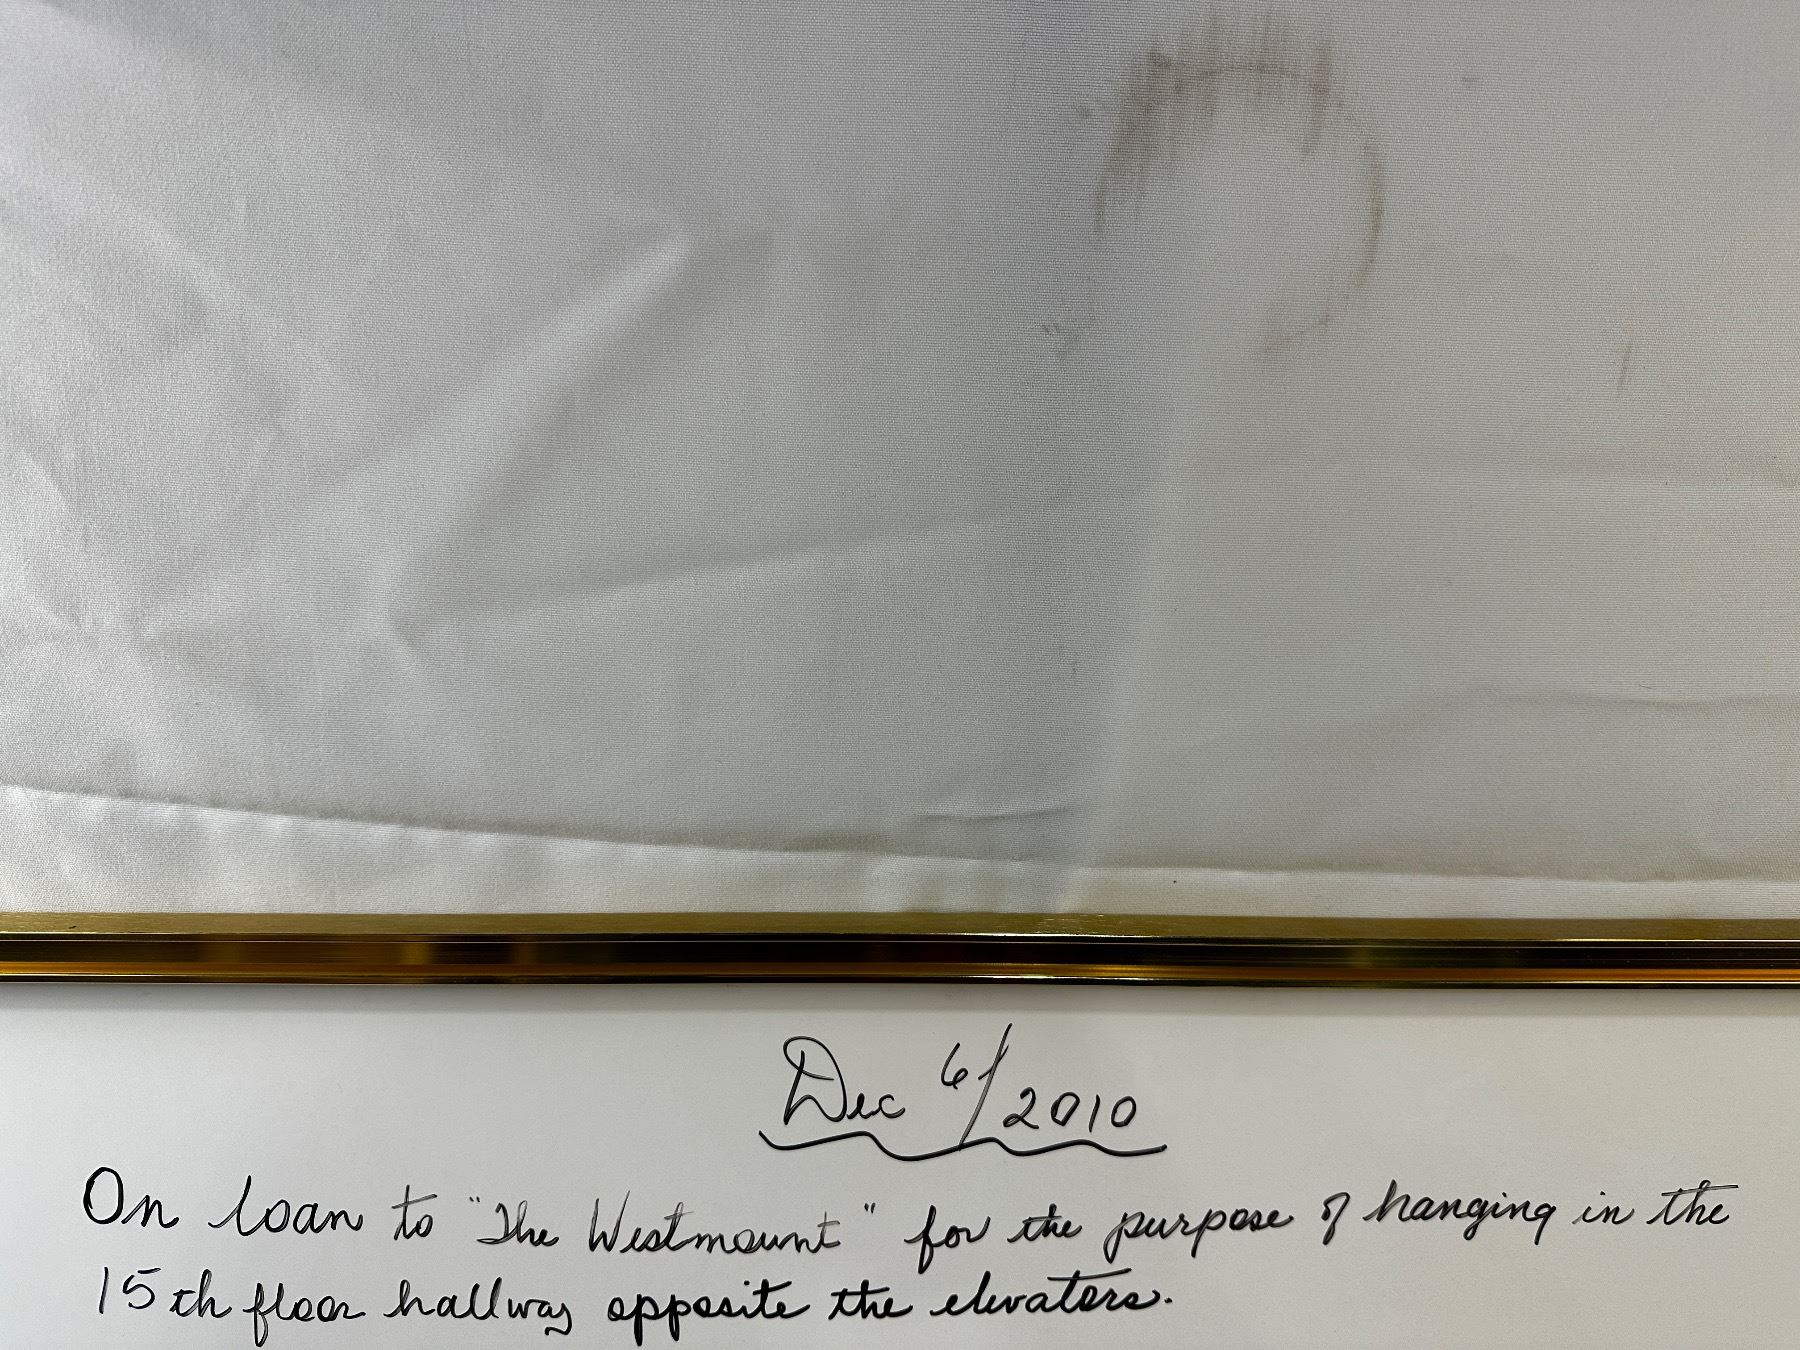 Dec 6/2010
On loan to "The Westmount" for the purpose of hanging in the
15th floor hallway opposite the elevators.